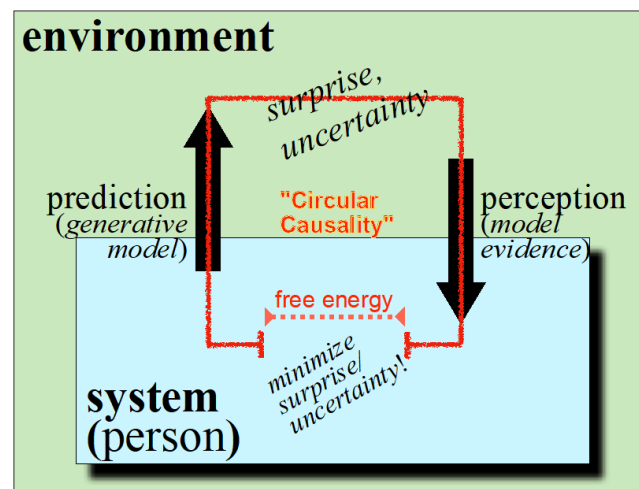 environment
surprise,
uncertainty
prediction
(generative
model)
"Circular
Causality"
perception
(model
evidence)
free energy
minimize
surprise/
uncertainty!
system
(person)